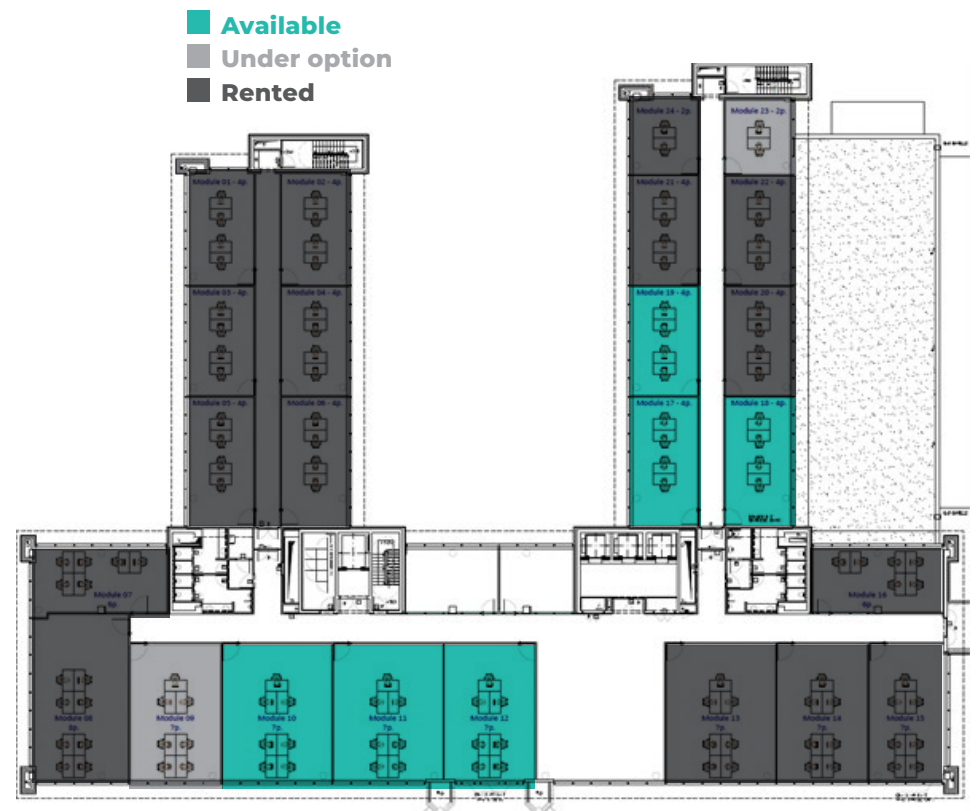 Available
Under option
Rented
Module 24 - 2p.
Module 23 - 2p.
Module 01 - 4p.
Module 02 - 4p.
Module 21 - 4p.
Module 22 - 4p.
Module 03 - 4p.
Module 04 - 4p.
Module 19 - 4p.
Module 20 - 4p.
Module 05 - 4p.
Module 06 - 4p.
Module 17 - 4p.
Module 18 - 4p.
Module 07
6p.
Module 16
6p.
Module 08
8p.
Module 09
7p.
Module 10
7p.
Module 11
7p.
Module 12
7p.
Module 13
7p.
Module 14
7p.
Module 15
7p.